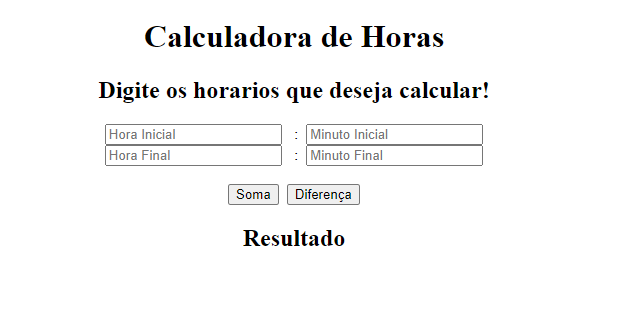 Calculadora de Horas
Digite os horarios que deseja calcular!
Hora Inicial : Minuto Inicial
Hora Final : Minuto Final
Soma Diferença
Resultado